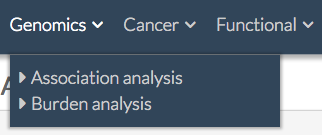 Genomics Cancer Functional
Association analysis
Burden analysis